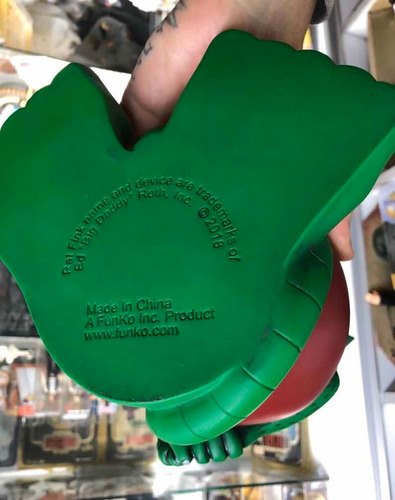 Rat Fink name and device are trademarks of
Ed "Big Daddy" Roth, Inc. ©2018
Made In China
A FunKo Inc. Product
www.funko.com